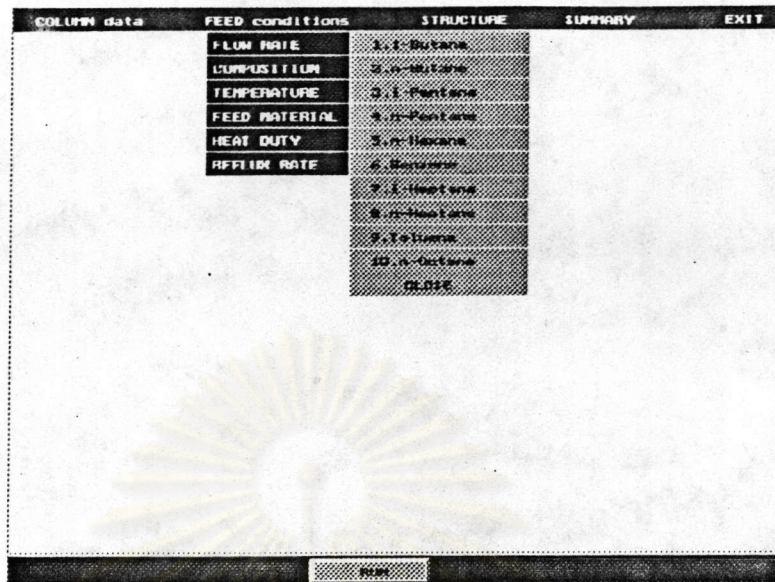 COLUMN data FEED conditions STRUCTURE SUMMARY EXIT
FLOW RATE
COMPOSITION
TEMPERATURE
FEED MATERIAL
HEAT DUTY
REFLUX RATE
1.i-Butane
2.n-Butane
3.i-Pentane
4.n-Pentane
5.n-Hexane
6.Benzene
7.i-Heptane
8.n-Heptane
9.Toluene
10.n-Octane
CLOSE
RUN